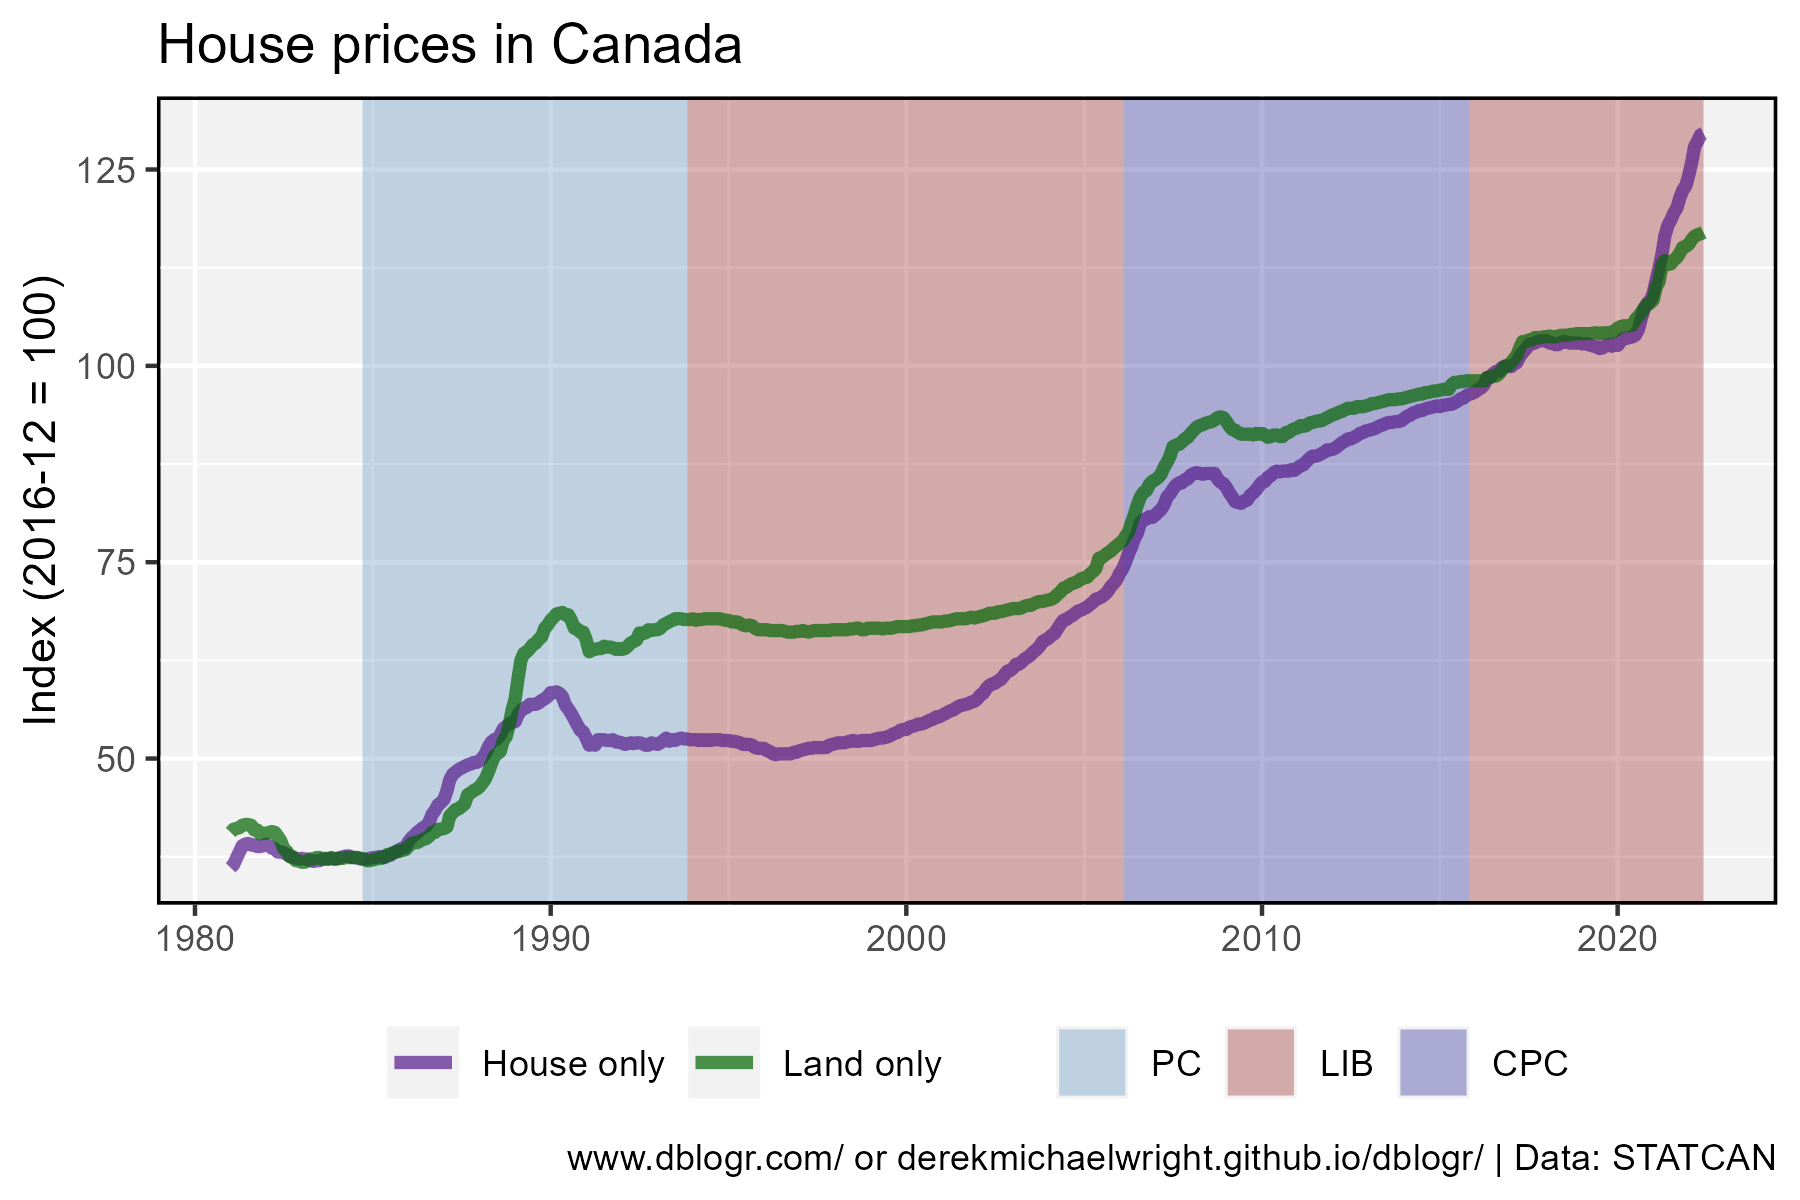 House prices in Canada
Index (2016-12 = 100)
125
100
75
50
1980 1990 2000 2010 2020
House only Land only PC LIB CPC
www.dblogr.com/ or derekmichaelwright.github.io/dblogr/ | Data: STATCAN